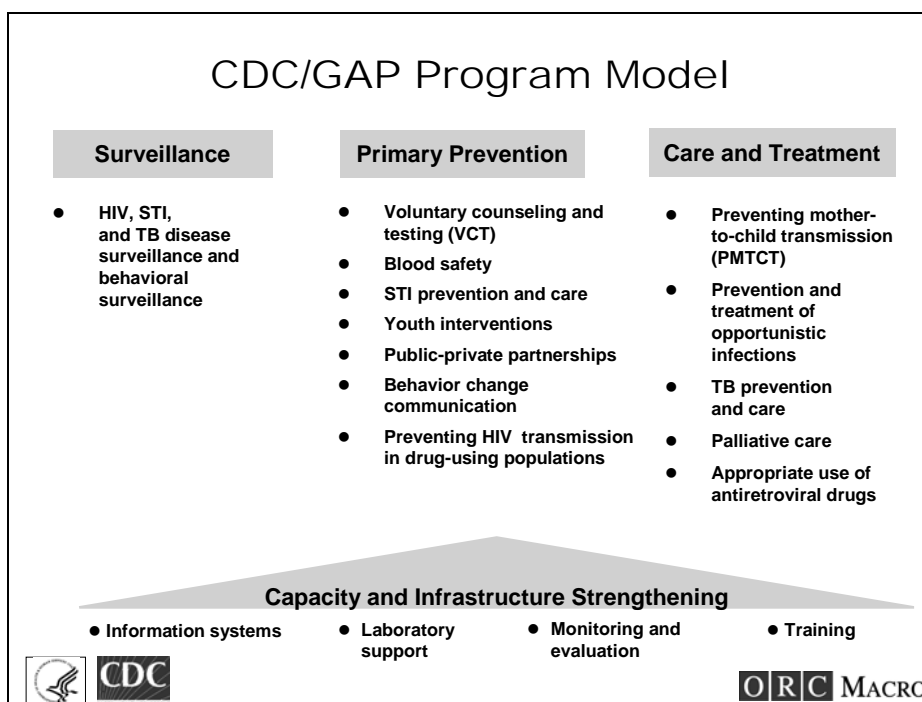 CDC/GAP Program Model
Surveillance
● HIV, STI,
and TB disease
surveillance and
behavioral
surveillance
Primary Prevention
● Voluntary counseling and
testing (VCT)
● Blood safety
● STI prevention and care
● Youth interventions
● Public-private partnerships
● Behavior change
communication
● Preventing HIV transmission
in drug-using populations
Care and Treatment
● Preventing mother-
to-child transmission
(PMTCT)
● Prevention and
treatment of
opportunistic
infections
● TB prevention
and care
● Palliative care
● Appropriate use of
antiretroviral drugs
Capacity and Infrastructure Strengthening
● Information systems
● Laboratory
support
● Monitoring and
evaluation
● Training
CDC
ORC MACRO